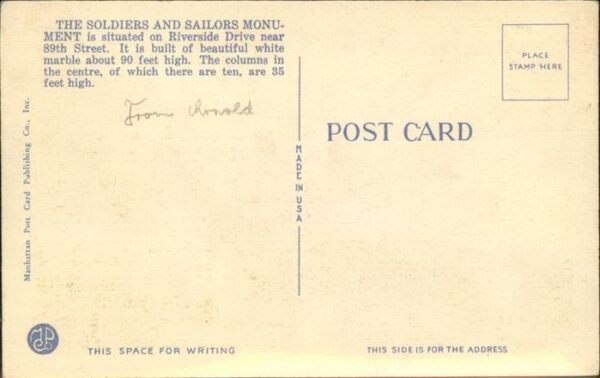 THE SOLDIERS AND SAILORS MONU-
MENT is situated on Riverside Drive near
89th Street. It is built of beautiful white
marble about 90 feet high. The columns in
the centre, of which there are ten, are 35
feet high.
From Arnold
PLACE
STAMP HERE
POST CARD
MADE IN USA
Manhattan Post Card Publishing Co., Inc.
THIS SPACE FOR WRITING
THIS SIDE IS FOR THE ADDRESS